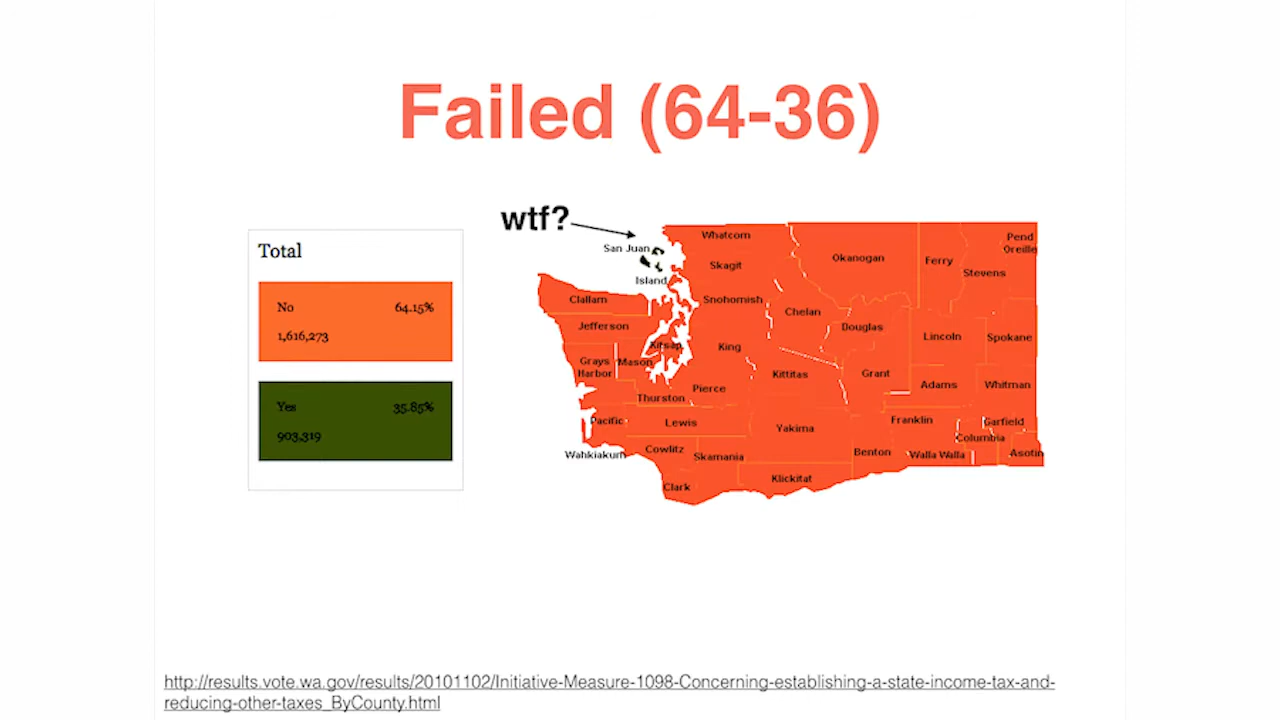 Failed (64-36)
wtf?
Total
No 64.15%
1,616,273
Yes 35.85%
903,319
San Juan
Island
Whatcom
Skagit
Snohomish
Okanogan
Ferry
Stevens
Pend
Oreille
Clallam
Jefferson
Kitsap
King
Chelan
Douglas
Lincoln
Spokane
Grays
Harbor
Mason
Pierce
Kittitas
Grant
Adams
Whitman
Thurston
Pacific
Lewis
Yakima
Franklin
Garfield
Columbia
Wahkiakum
Cowlitz
Skamania
Benton
Walla Walla
Asotin
Clark
Klickitat
http://results.vote.wa.gov/results/20101102/Initiative-Measure-1098-Concerning-establishing-a-state-income-tax-and-
reducing-other-taxes_ByCounty.html